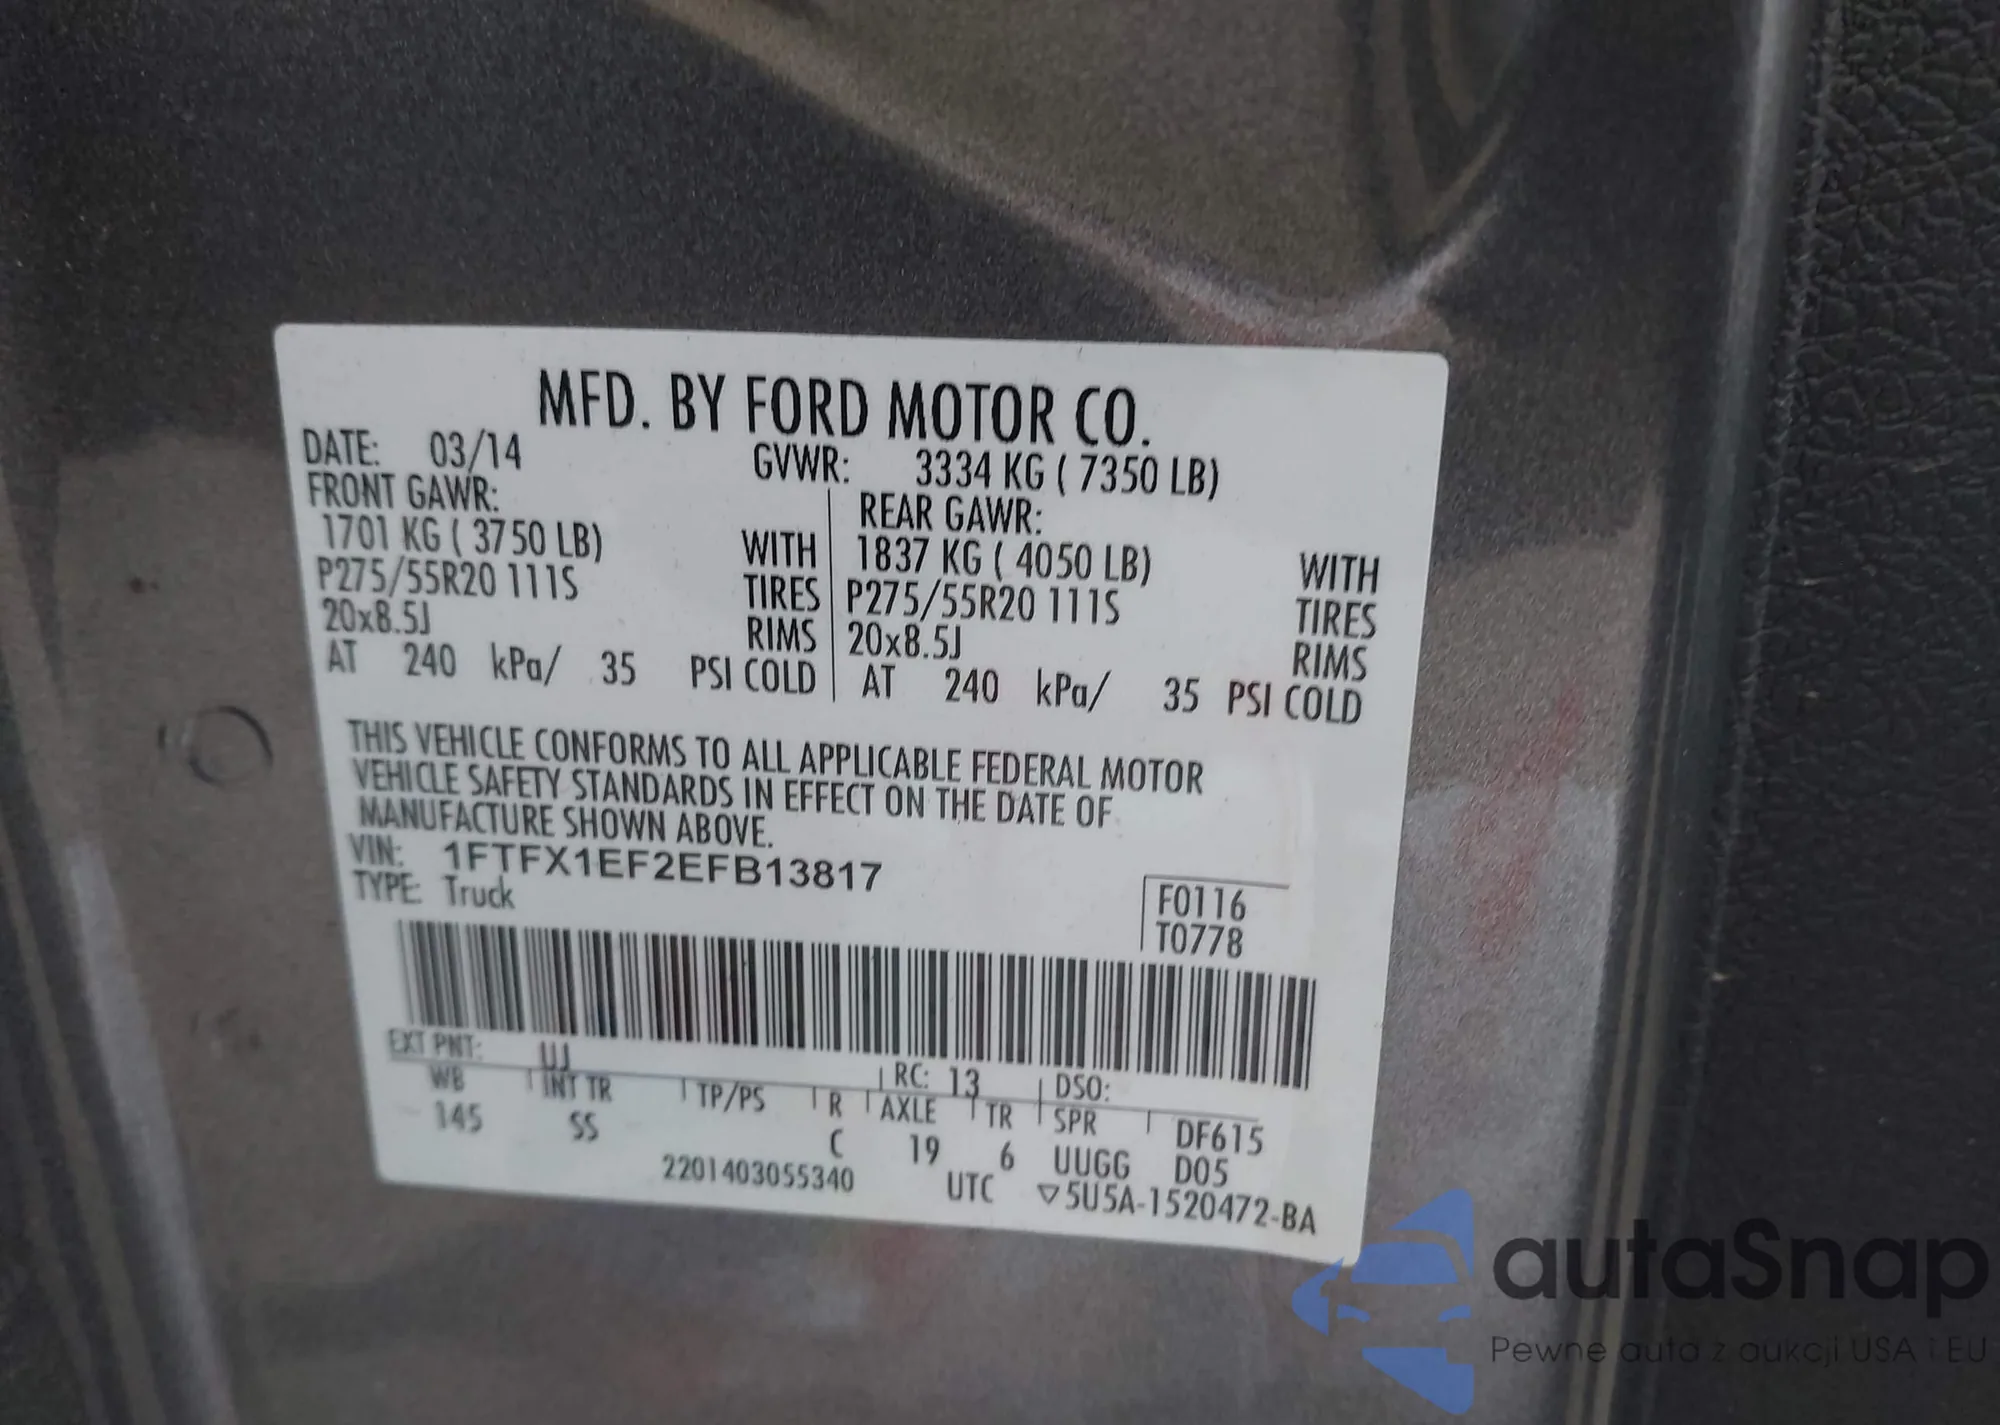 MFD. BY FORD MOTOR CO.
DATE: 03/14 GVWR: 3334 KG ( 7350 LB)
FRONT GAWR: REAR GAWR:
1701 KG ( 3750 LB) WITH 1837 KG ( 4050 LB) WITH
P275/55R20 111S TIRES P275/55R20 111S TIRES
20x8.5J RIMS 20x8.5J RIMS
AT 240 kPa/ 35 PSI COLD AT 240 kPa/ 35 PSI COLD
THIS VEHICLE CONFORMS TO ALL APPLICABLE FEDERAL MOTOR
VEHICLE SAFETY STANDARDS IN EFFECT ON THE DATE OF
MANUFACTURE SHOWN ABOVE.
VIN: 1FTFX1EF2EFB13817
TYPE: Truck F0116
T0778
EXT PNT: UJ RC: 13 DSO:
WB INT TR TP/PS R AXLE TR SPR DF615
145 SS C 19 6 UUGG D05
2201403055340 UTC ▽5U5A-1520472-BA
autaSnap
Pewne auta z aukcji USA i EU